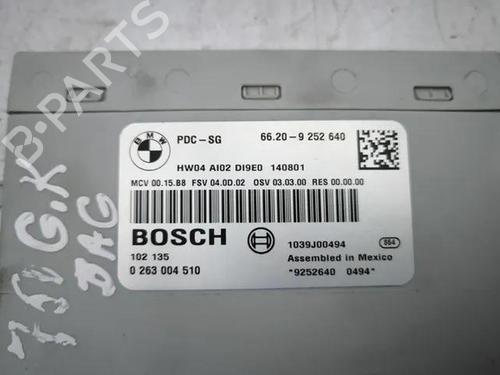 B-PARTS
BMW
PDC-SG 66.20-9 252 640
HW04 AI02 DI9E0 140801
MCV 00.15.B8 FSV 04.0D.02 OSV 03.03.00 RES 00.00.00
BOSCH
1039J00494 554
102 135 Assembled in Mexico
0 263 004 510 *9252640 0494*